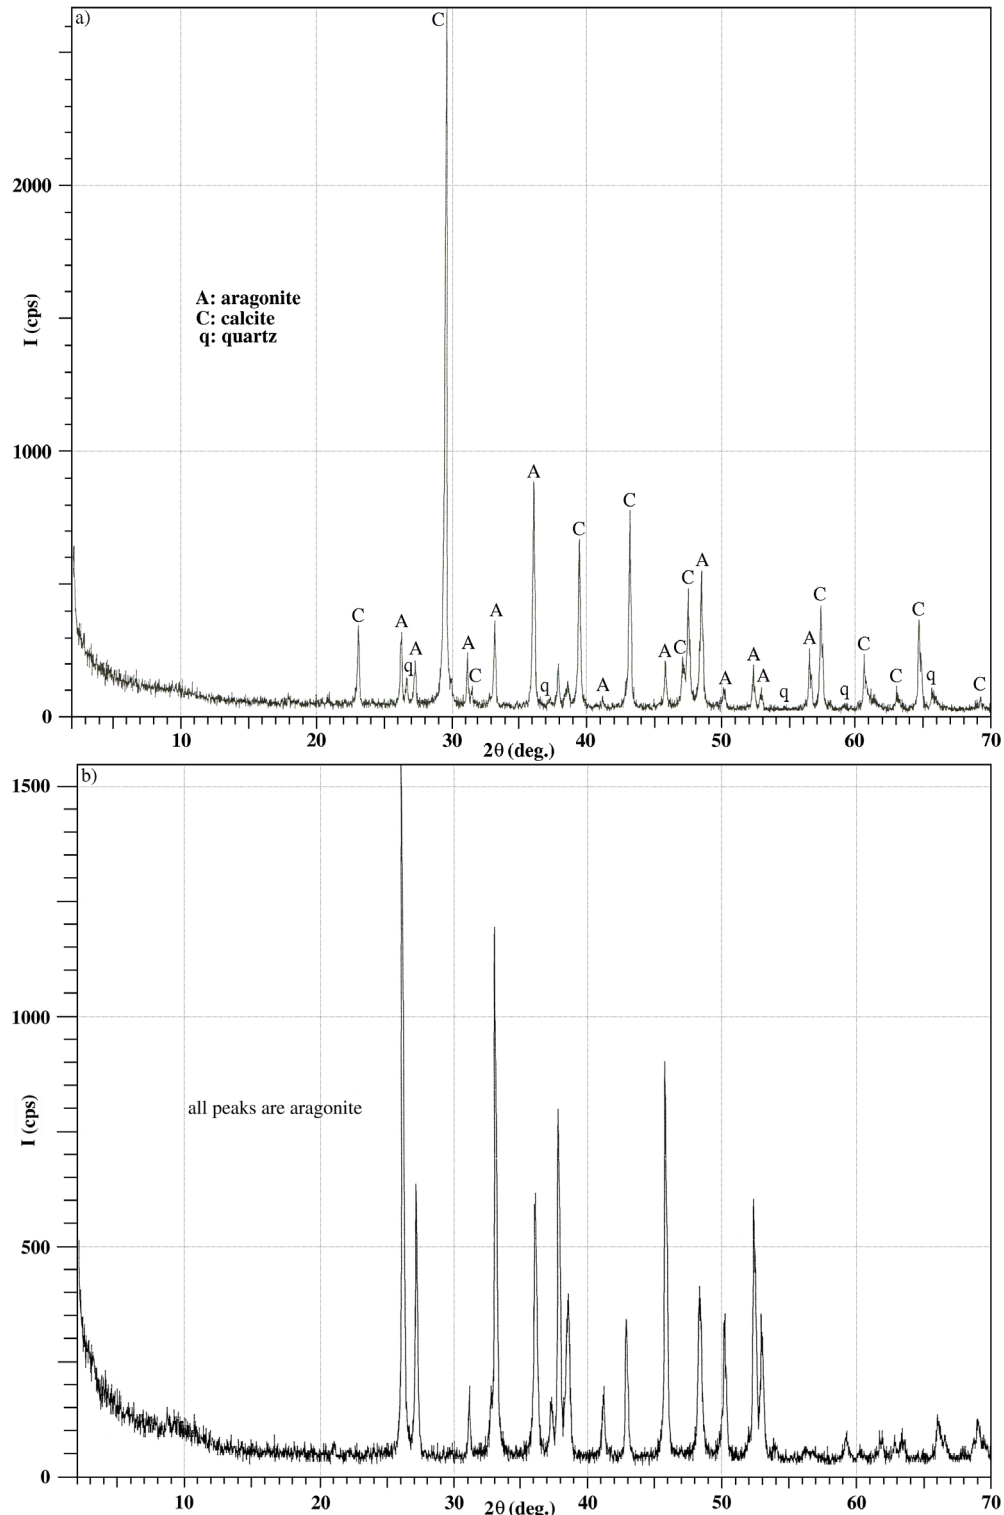 a)
C
2000
A: aragonite
C: calcite
q: quartz
I (cps)
1000
A
C
C
A
C
C
A
A
C
A
q
A
A
C
A
C
A
C
A
A
A
C
q
A
q
A
A
q
q
C
q
C
0
10
20
30
40
50
60
70
2θ (deg.)
b)
1500
1000
all peaks are aragonite
I (cps)
500
0
10
20
30
40
50
60
70
2θ (deg.)